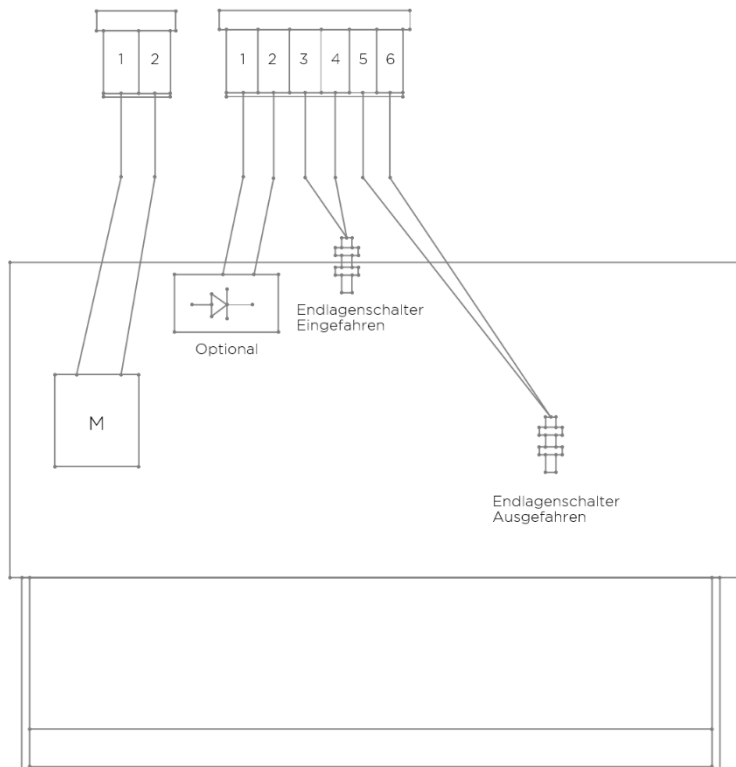 1 2 1 2 3 4 5 6
Endlagenschalter
Eingefahren
Optional
M
Endlagenschalter
Ausgefahren